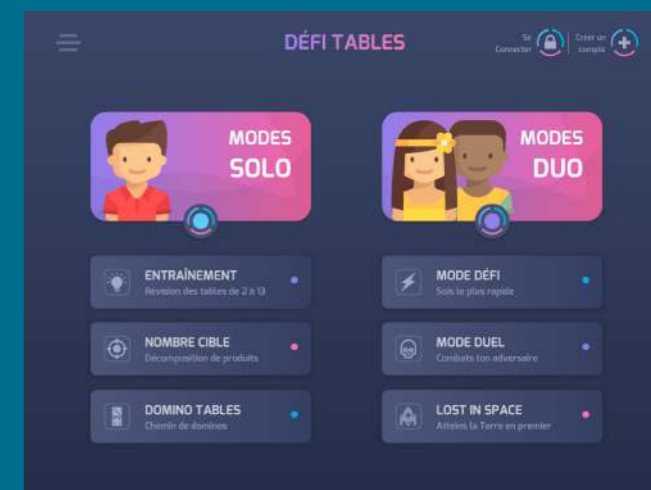 DÉFI TABLES
Se
Connecter
Créer un
compte
MODES
SOLO
MODES
DUO
ENTRAÎNEMENT
Révision des tables de 2 à 13
NOMBRE CIBLE
Décomposition de produits
DOMINO TABLES
Chemin de dominos
MODE DÉFI
Sois le plus rapide
MODE DUEL
Combats ton adversaire
LOST IN SPACE
Atteins la Terre en premier